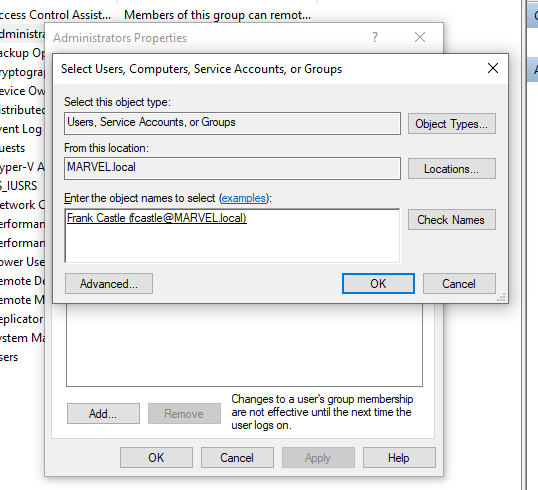 ccess Control Assist... Members of this group can remot...
dministra
Administrators Properties
ackup Op
Select Users, Computers, Service Accounts, or Groups
ryptograp
Select this object type:
ervice Ow
Users, Service Accounts, or Groups
Object Types...
istributed
vent Log
From this location:
uests
MARVEL.local
Locations...
yper-V A
S_IUSRS
Enter the object names to select (examples):
etwork C
Frank Castle (fcastle@MARVEL.local)
Check Names
erforman
erforman
ower Use
emote De
Advanced...
OK
Cancel
emote M
eplicator
ystem Ma
sers
Add...
Remove
Changes to a user's group membership
are not effective until the next time the
user logs on.
OK
Cancel
Apply
Help